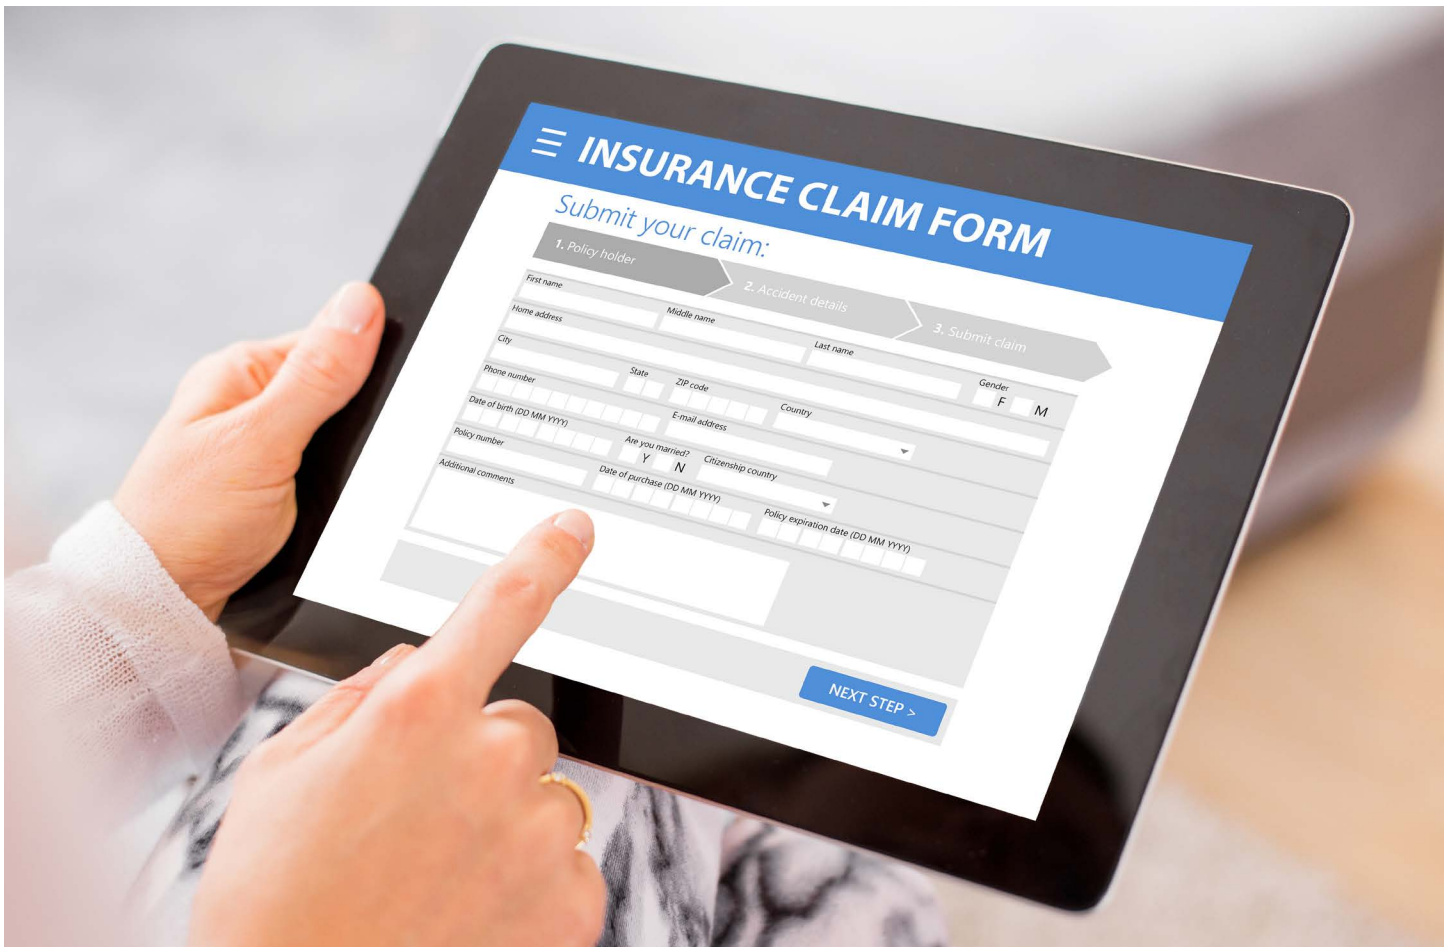 INSURANCE CLAIM FORM
Submit your claim:
1. Policy holder
2. Accident details
3. Submit claim
First name
Middle name
Last name
Gender
F M
Home address
City
State
ZIP code
Country
Phone number
E-mail address
Date of birth (DD MM YYYY)
Are you married?
Y N
Citizenship country
Policy number
Date of purchase (DD MM YYYY)
Policy expiration date (DD MM YYYY)
Additional comments
NEXT STEP >